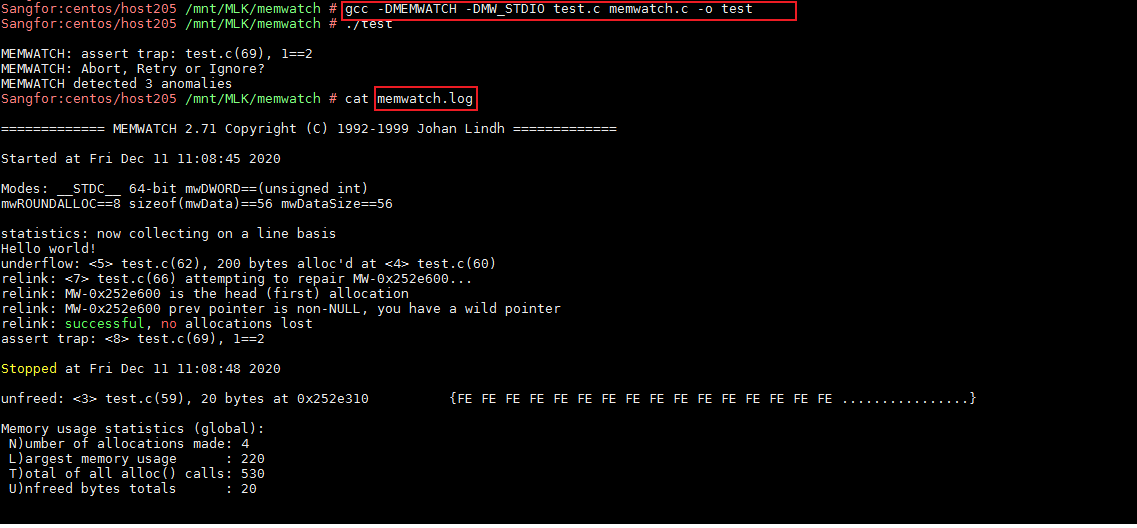 Sangfor:centos/host205 /mnt/MLK/memwatch # gcc -DMEMWATCH -DMW_STDIO test.c memwatch.c -o test
Sangfor:centos/host205 /mnt/MLK/memwatch # ./test
MEMWATCH: assert trap: test.c(69), 1==2
MEMWATCH: Abort, Retry or Ignore?
MEMWATCH detected 3 anomalies
Sangfor:centos/host205 /mnt/MLK/memwatch # cat memwatch.log
============= MEMWATCH 2.71 Copyright (C) 1992-1999 Johan Lindh =============
Started at Fri Dec 11 11:08:45 2020
Modes: __STDC__ 64-bit mwDWORD==(unsigned int)
mwROUNDALLOC==8 sizeof(mwData)==56 mwDataSize==56
statistics: now collecting on a line basis
Hello world!
underflow: <5> test.c(62), 200 bytes alloc'd at <4> test.c(60)
relink: <7> test.c(66) attempting to repair MW-0x252e600...
relink: MW-0x252e600 is the head (first) allocation
relink: MW-0x252e600 prev pointer is non-NULL, you have a wild pointer
relink: successful, no allocations lost
assert trap: <8> test.c(69), 1==2
Stopped at Fri Dec 11 11:08:48 2020
unfreed: <3> test.c(59), 20 bytes at 0x252e310 {FE FE FE FE FE FE FE FE FE FE FE FE FE FE FE FE ................}
Memory usage statistics (global):
N)umber of allocations made: 4
L)argest memory usage : 220
T)otal of all alloc() calls: 530
U)nfreed bytes totals : 20